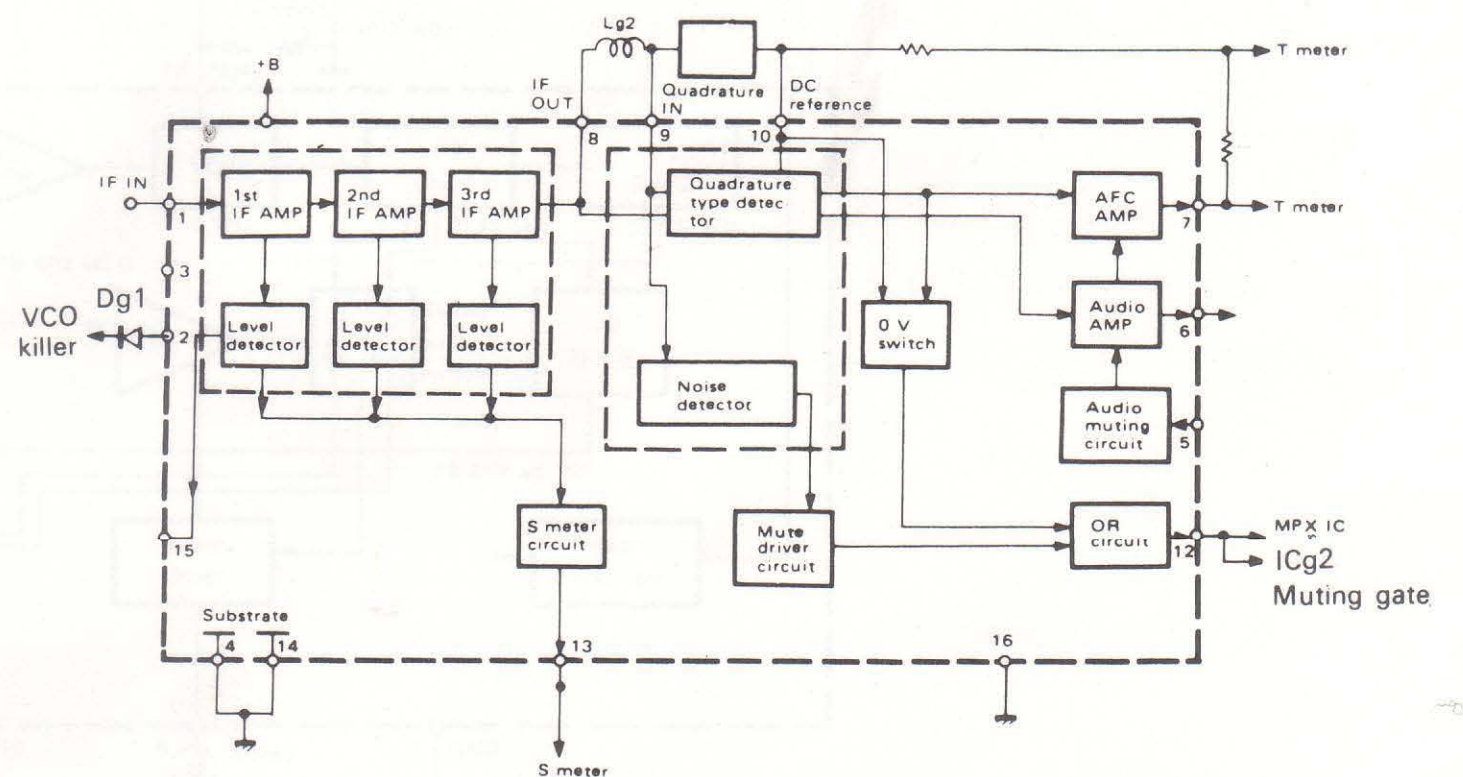 Lg2
T meter
+B
IF
OUT
Quadrature
IN
DC
reference
8
9
10
IF IN
1
1st
IF AMP
2nd
IF AMP
3rd
IF AMP
Quadrature
type detec
tor
AFC
AMP
7
T meter
3
Dg1
VCO
killer
2
Level
detector
Level
detector
Level
detector
0 V
switch
Audio
AMP
6
Noise
detector
Audio
muting
circuit
5
15
S meter
circuit
Mute
driver
circuit
OR
circuit
12
MPX IC
ICg2
Muting gate
Substrate
4
14
13
16
S meter